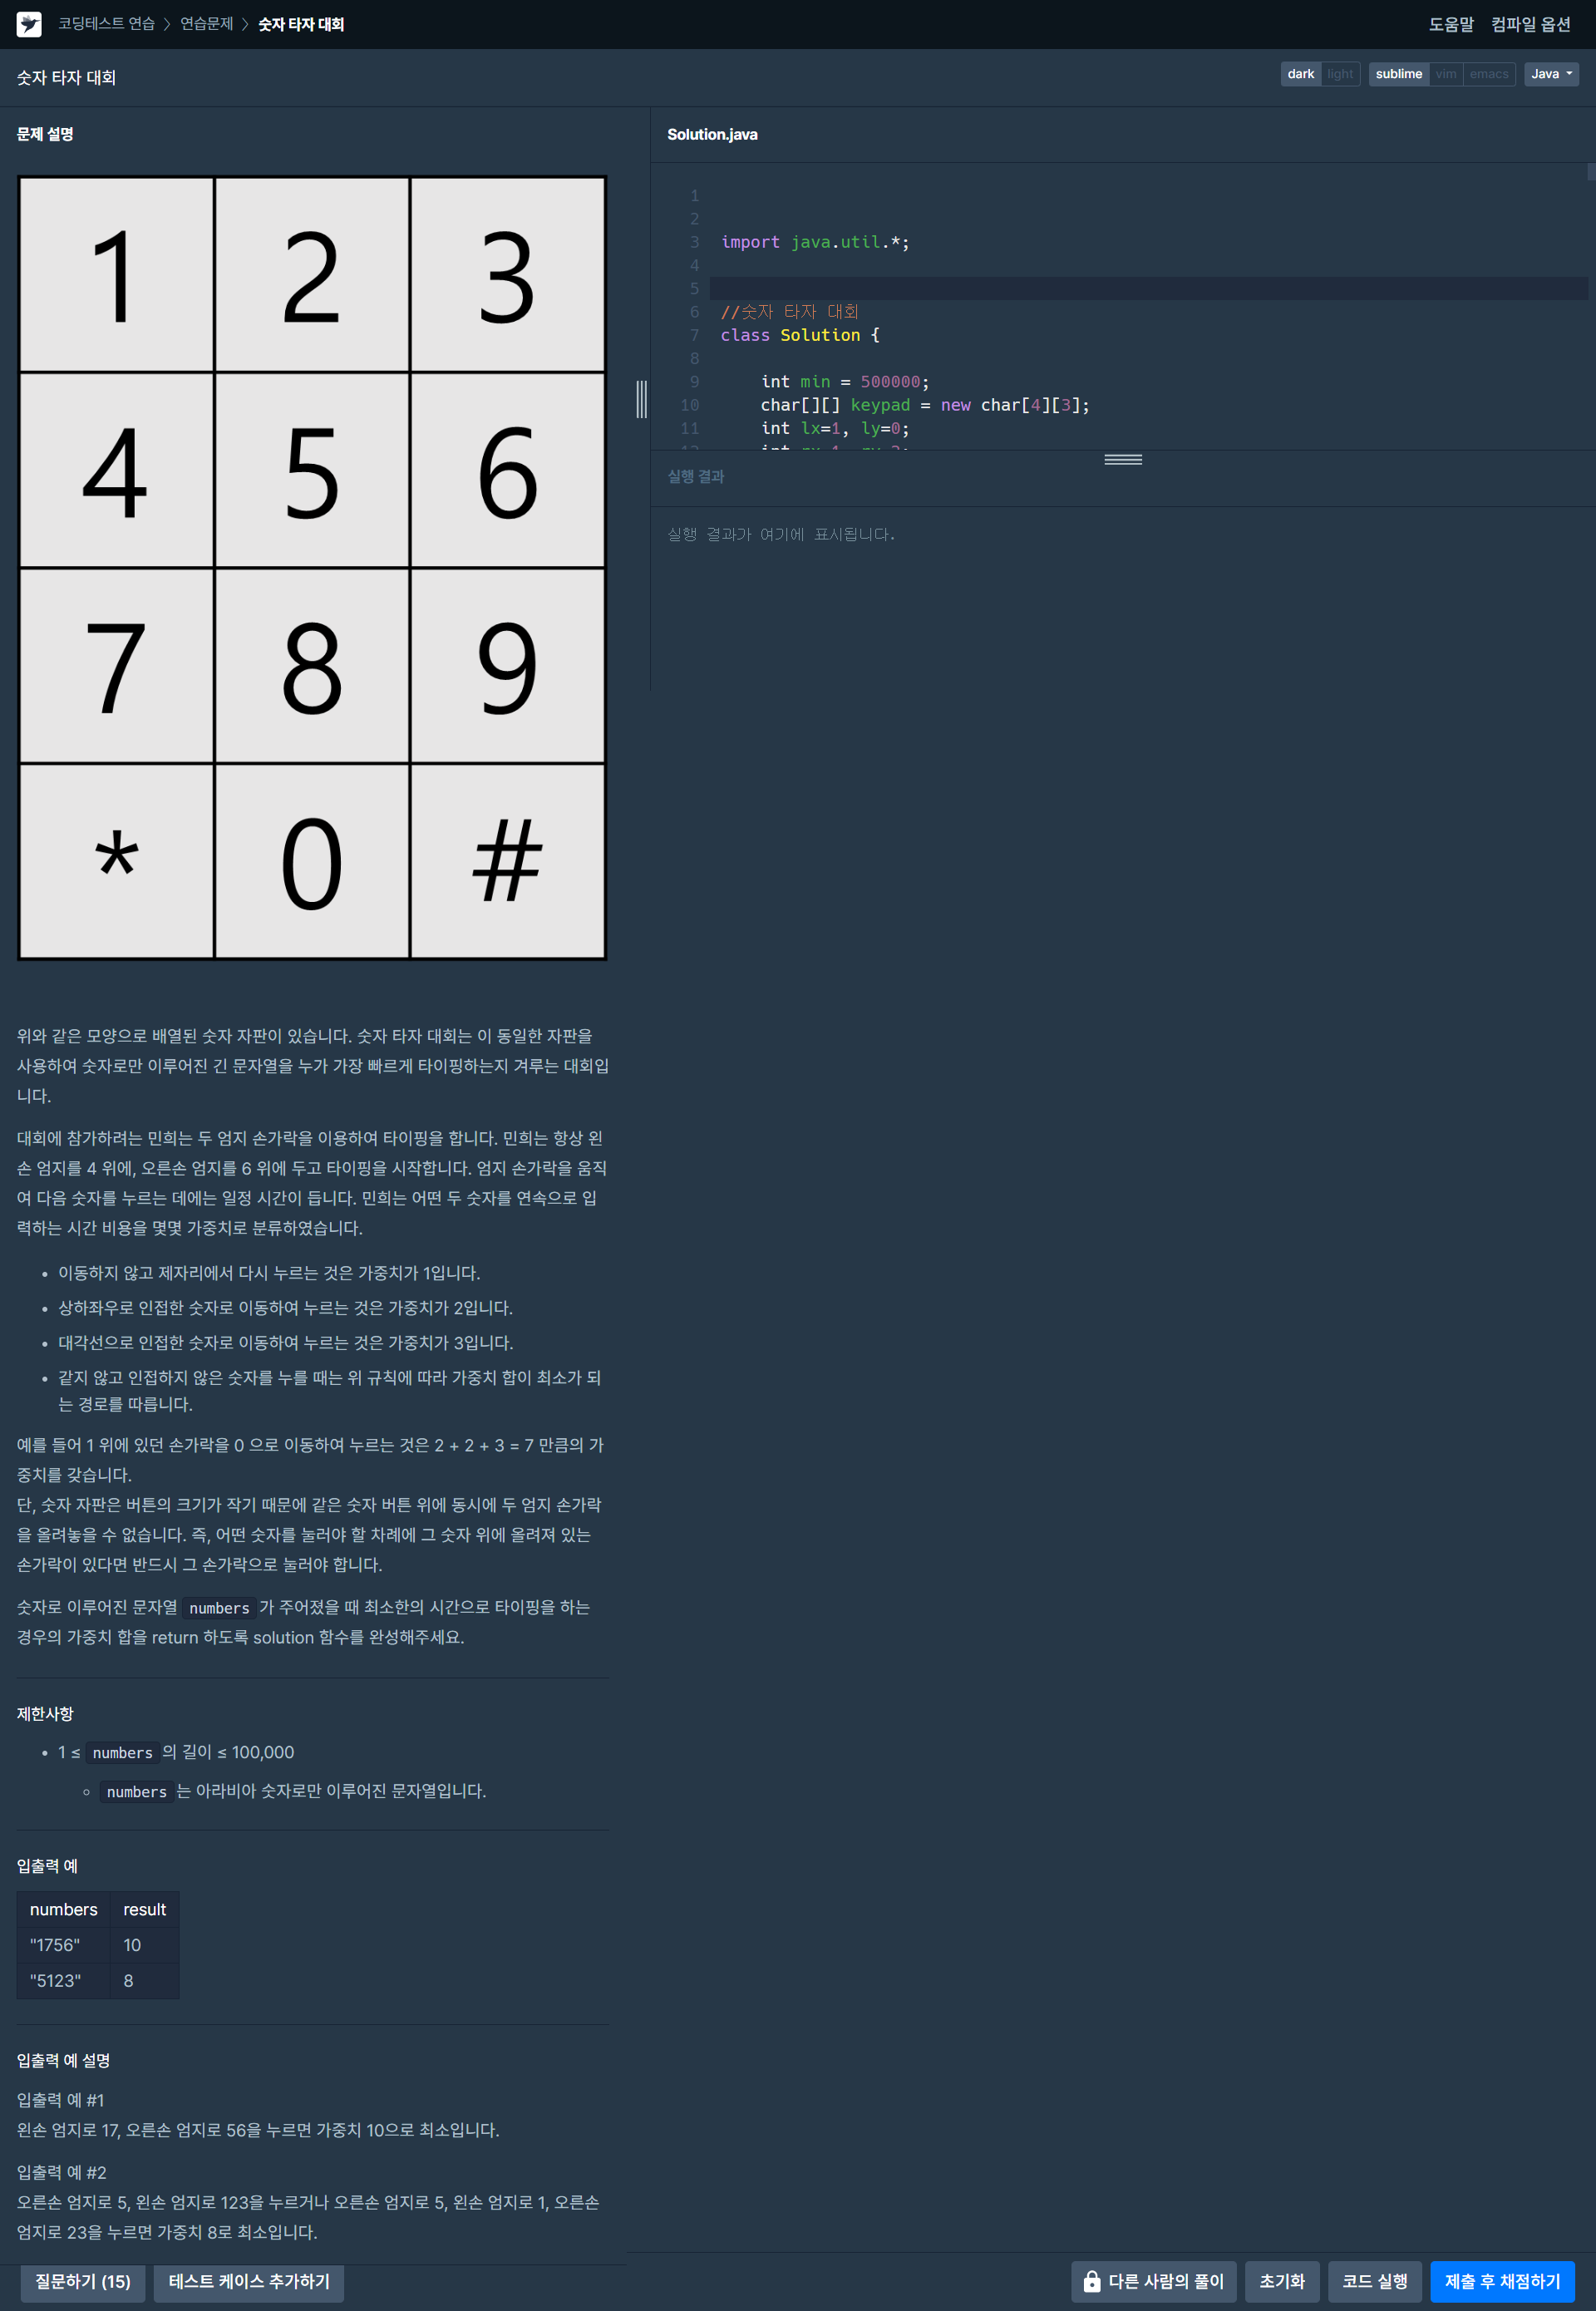 코딩테스트 연습 > 연습문제 > 숫자 타자 대회
도움말 컴파일 옵션
숫자 타자 대회
dark light sublime vim emacs Java
문제 설명
1 2 3
4 5 6
7 8 9
* 0 #
위와 같은 모양으로 배열된 숫자 자판이 있습니다. 숫자 타자 대회는 이 동일한 자판을
사용하여 숫자로만 이루어진 긴 문자열을 누가 가장 빠르게 타이핑하는지 겨루는 대회입
니다.
대회에 참가하려는 민희는 두 엄지 손가락을 이용하여 타이핑을 합니다. 민희는 항상 왼
손 엄지를 4 위에, 오른손 엄지를 6 위에 두고 타이핑을 시작합니다. 엄지 손가락을 움직
여 다음 숫자를 누르는 데에는 일정 시간이 듭니다. 민희는 어떤 두 숫자를 연속으로 입
력하는 시간 비용을 몇몇 가중치로 분류하였습니다.
• 이동하지 않고 제자리에서 다시 누르는 것은 가중치가 1입니다.
• 상하좌우로 인접한 숫자로 이동하여 누르는 것은 가중치가 2입니다.
• 대각선으로 인접한 숫자로 이동하여 누르는 것은 가중치가 3입니다.
• 같지 않고 인접하지 않은 숫자를 누를 때는 위 규칙에 따라 가중치 합이 최소가 되
는 경로를 따릅니다.
예를 들어 1 위에 있던 손가락을 0 으로 이동하여 누르는 것은 2 + 2 + 3 = 7 만큼의 가
중치를 갖습니다.
단, 숫자 자판은 버튼의 크기가 작기 때문에 같은 숫자 버튼 위에 동시에 두 엄지 손가락
을 올려놓을 수 없습니다. 즉, 어떤 숫자를 눌러야 할 차례에 그 숫자 위에 올려져 있는
손가락이 있다면 반드시 그 손가락으로 눌러야 합니다.
숫자로 이루어진 문자열 numbers 가 주어졌을 때 최소한의 시간으로 타이핑을 하는
경우의 가중치 합을 return 하도록 solution 함수를 완성해주세요.
제한사항
• 1 ≤ numbers 의 길이 ≤ 100,000
◦ numbers 는 아라비아 숫자로만 이루어진 문자열입니다.
입출력 예
numbers result
"1756" 10
"5123" 8
입출력 예 설명
입출력 예 #1
왼손 엄지로 17, 오른손 엄지로 56을 누르면 가중치 10으로 최소입니다.
입출력 예 #2
오른손 엄지로 5, 왼손 엄지로 123을 누르거나 오른손 엄지로 5, 왼손 엄지로 1, 오른손
엄지로 23을 누르면 가중치 8로 최소입니다.
질문하기 (15) 테스트 케이스 추가하기
Solution.java
1
2
3 import java.util.*;
4
5
6 //숫자 타자 대회
7 class Solution {
8
9 int min = 500000;
10 char[][] keypad = new char[4][3];
11 int lx=1, ly=0;
실행 결과
실행 결과가 여기에 표시됩니다.
다른 사람의 풀이 초기화 코드 실행 제출 후 채점하기